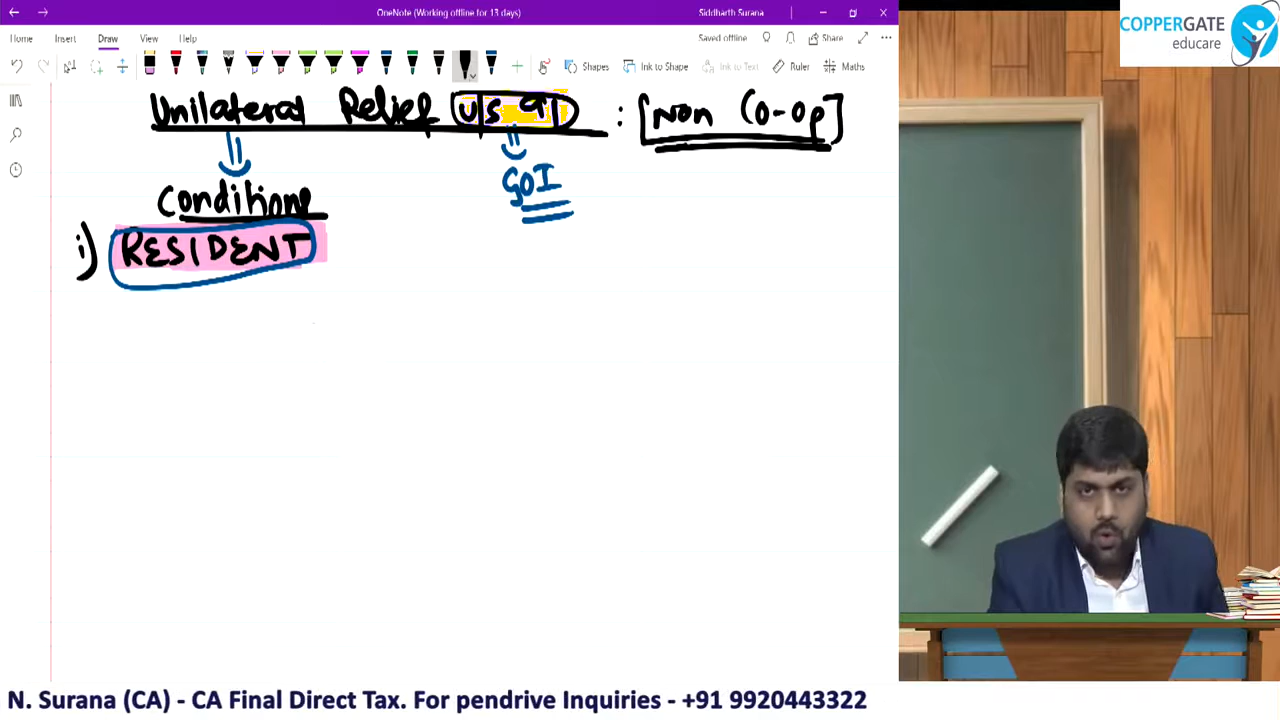 OneNote (Working offline for 13 days)
Siddharth Surana
COPPERGATE
educare
Home Insert Draw View Help
Saved offline Share
Shapes Ink to Shape Ink to Text Ruler Maths
Unilateral Relief U/s 91 : [Non CO-Op]
GOI
Conditions
i) RESIDENT
N. Surana (CA) - CA Final Direct Tax. For pendrive Inquiries - +91 9920443322